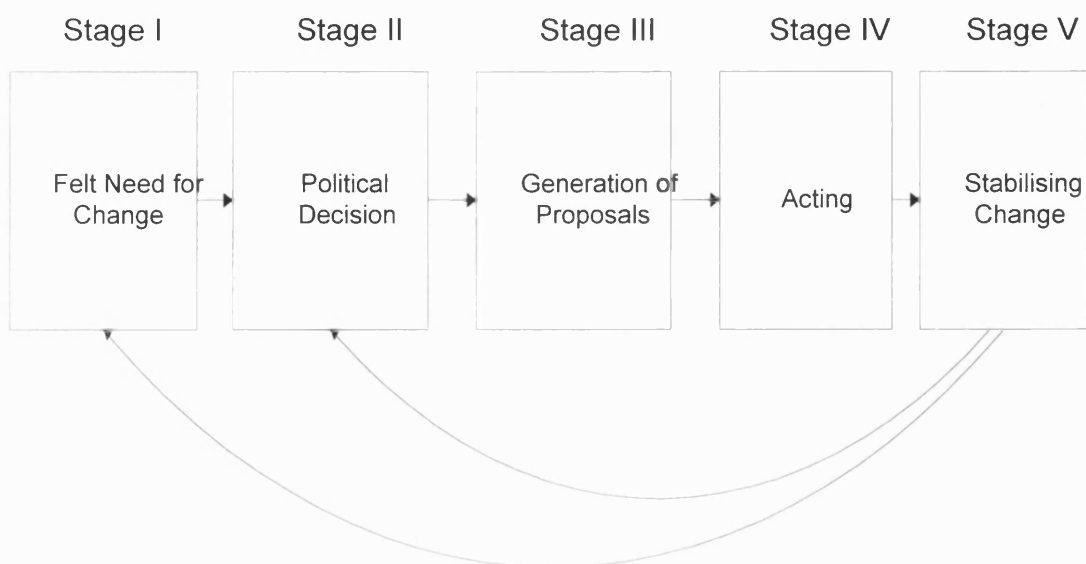 Stage I
Stage II
Stage III
Stage IV
Stage V
Felt Need for
Change
Political
Decision
Generation of
Proposals
Acting
Stabilising
Change